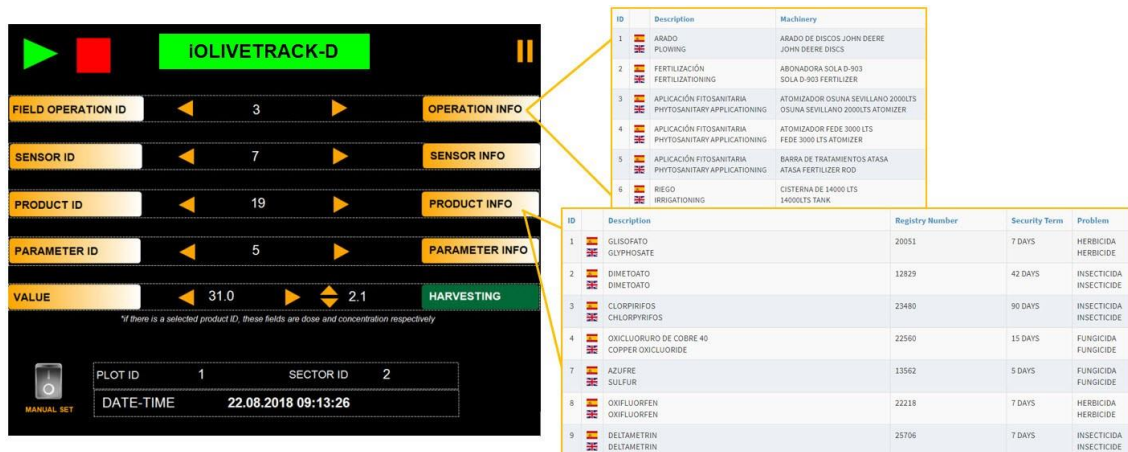 iOLIVETRACK-D
FIELD OPERATION ID 3 OPERATION INFO
SENSOR ID 7 SENSOR INFO
PRODUCT ID 19 PRODUCT INFO
PARAMETER ID 5 PARAMETER INFO
VALUE 31.0 2.1 HARVESTING
*if there is a selected product ID, these fields are dose and concentration respectively
MANUAL SET
PLOT ID 1 SECTOR ID 2
DATE-TIME 22.08.2018 09:13:26
ID Description Machinery
1 ARADO ARADO DE DISCOS JOHN DEERE
PLOWING JOHN DEERE DISCS
2 FERTILIZACIÓN ABONADORA SOLA D-903
FERTILIZATIONING SOLA D-903 FERTILIZER
3 APLICACIÓN FITOSANITARIA ATOMIZADOR OSUNA SEVILLANO 2000LTS
PHYTOSANITARY APPLICATIONING OSUNA SEVILLANO 2000LTS ATOMIZER
4 APLICACIÓN FITOSANITARIA ATOMIZADOR FEDE 3000 LTS
PHYTOSANITARY APPLICATIONING FEDE 3000 LTS ATOMIZER
5 APLICACIÓN FITOSANITARIA BARRA DE TRATAMIENTOS ATASA
PHYTOSANITARY APPLICATIONING ATASA FERTILIZER ROD
6 RIEGO CISTERNA DE 14000 LTS
IRRIGATIONING 14000LTS TANK
ID Description Registry Number Security Term Problem
1 GLISOFATO 20051 7 DAYS HERBICIDA
GLYPHOSATE HERBICIDE
2 DIMETOATO 12829 42 DAYS INSECTICIDA
DIMETOATO INSECTICIDE
3 CLORPIRIFOS 23480 90 DAYS INSECTICIDA
CHLORPYRIFOS INSECTICIDE
4 OXICLUORURO DE COBRE 40 22560 15 DAYS FUNGICIDA
COPPER OXICLUORIDE FUNGICIDE
7 AZUFRE 13562 5 DAYS FUNGICIDA
SULFUR FUNGICIDE
8 OXIFLUORFEN 22218 7 DAYS HERBICIDA
OXIFLUORFEN HERBICIDE
9 DELTAMETRIN 25706 7 DAYS INSECTICIDA
DELTAMETRIN INSECTICIDE